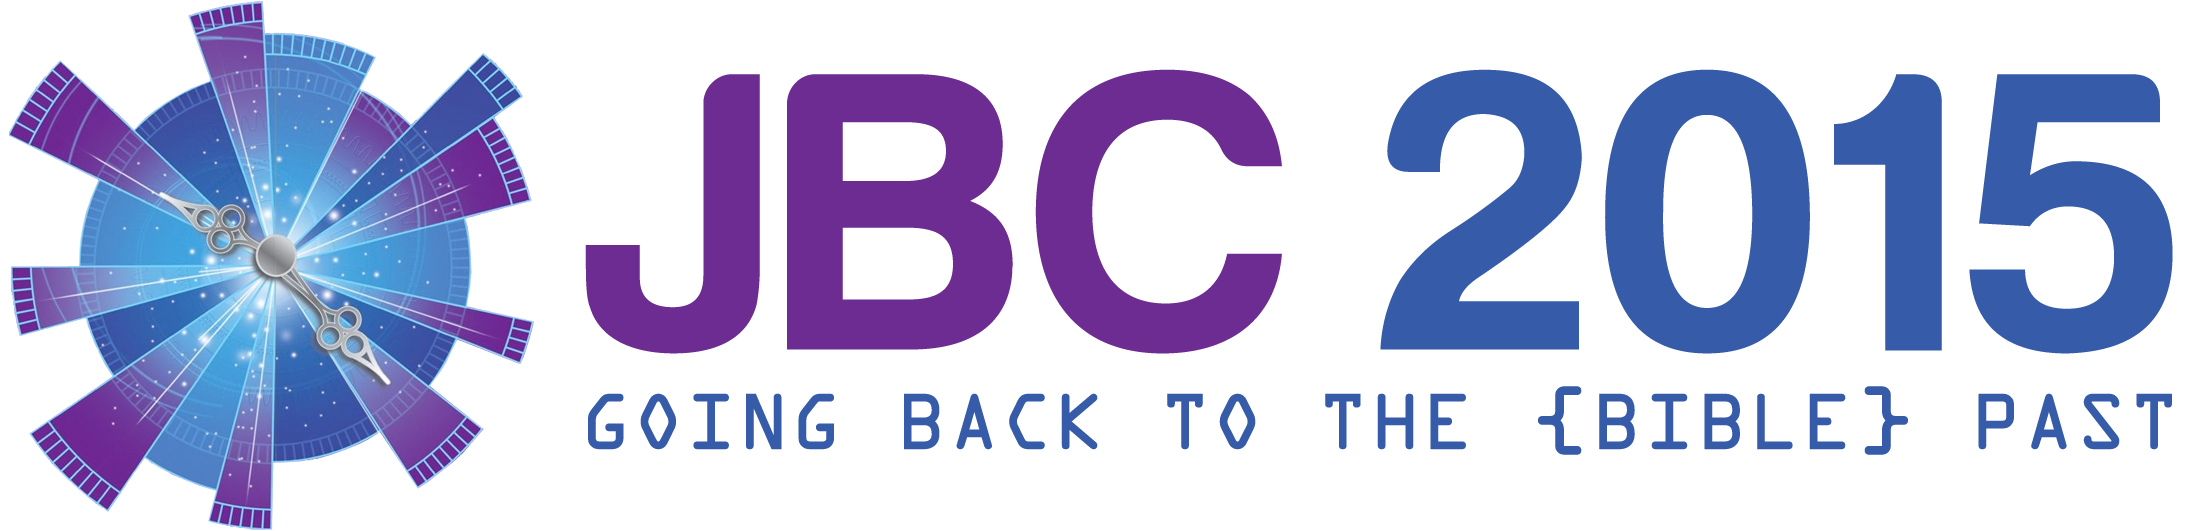 JBC 2015
GOING BACK TO THE {BIBLE} PAST